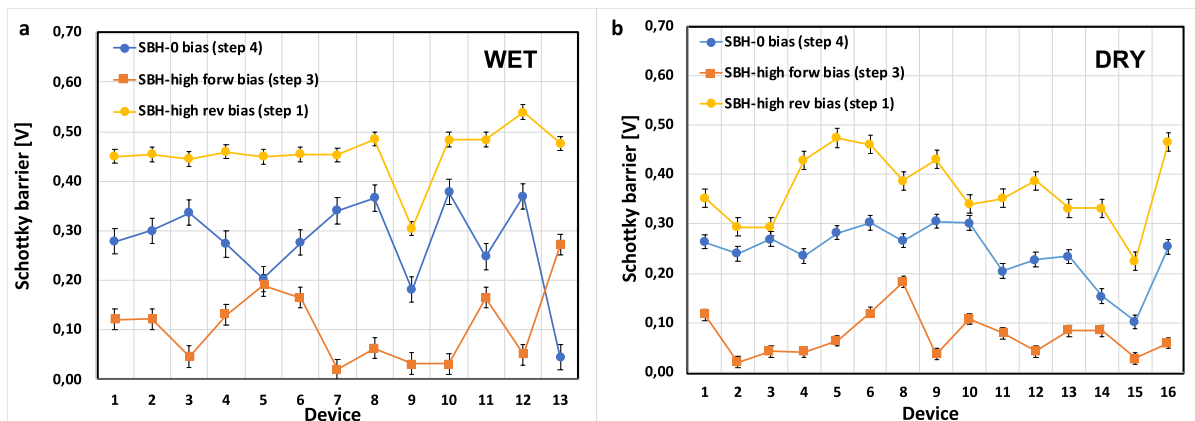 a
0,70
0,60
0,50
0,40
0,30
0,20
0,10
0,00
Schottky barrier [V]
SBH-0 bias (step 4)
SBH-high forw bias (step 3)
SBH-high rev bias (step 1)
WET
1 2 3 4 5 6 7 8 9 10 11 12 13
Device
b
0,70
0,60
0,50
0,40
0,30
0,20
0,10
0,00
Schottky barrier [V]
SBH-0 bias (step 4)
SBH-high forw bias (step 3)
SBH-high rev bias (step 1)
DRY
1 2 3 4 5 6 8 9 10 11 12 13 14 15 16
Device